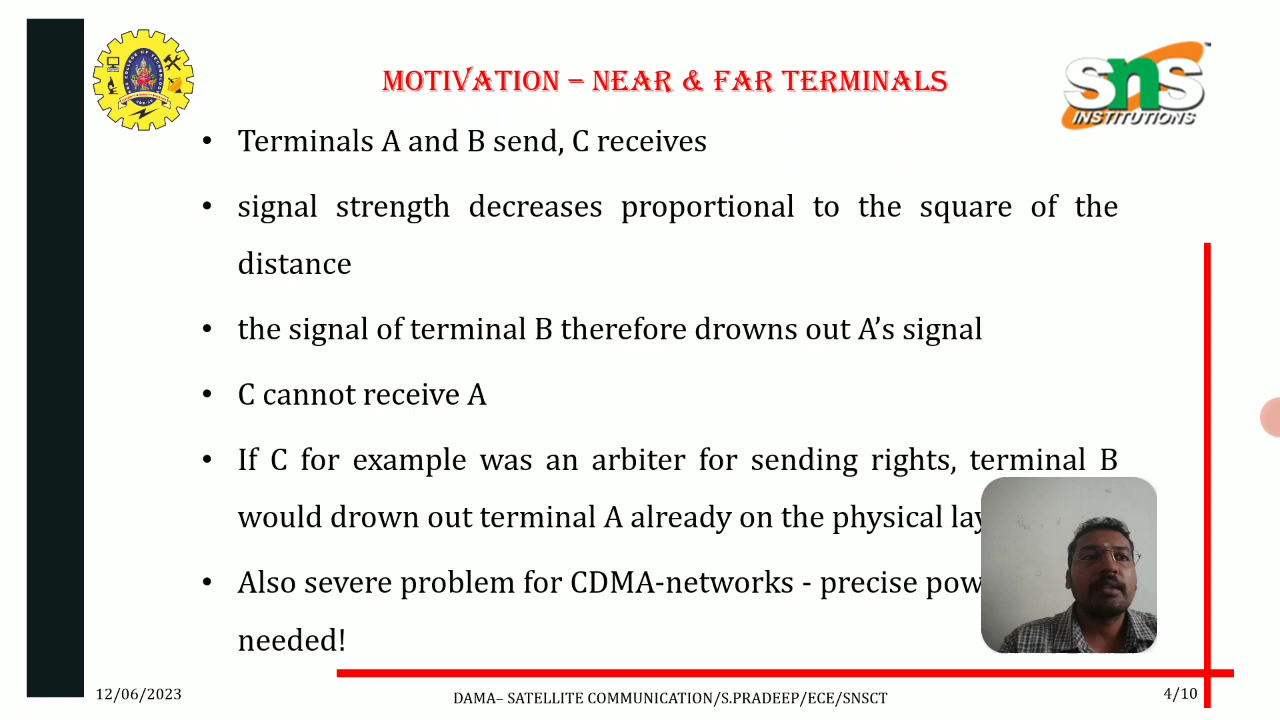 MOTIVATION – NEAR & FAR TERMINALS
SNS
INSTITUTIONS
• Terminals A and B send, C receives
• signal strength decreases proportional to the square of the
distance
• the signal of terminal B therefore drowns out A’s signal
• C cannot receive A
• If C for example was an arbiter for sending rights, terminal B
would drown out terminal A already on the physical
• Also severe problem for CDMA-networks - precise
needed!
12/06/2023
DAMA– SATELLITE COMMUNICATION/S.PRADEEP/ECE/SNSCT
4/10